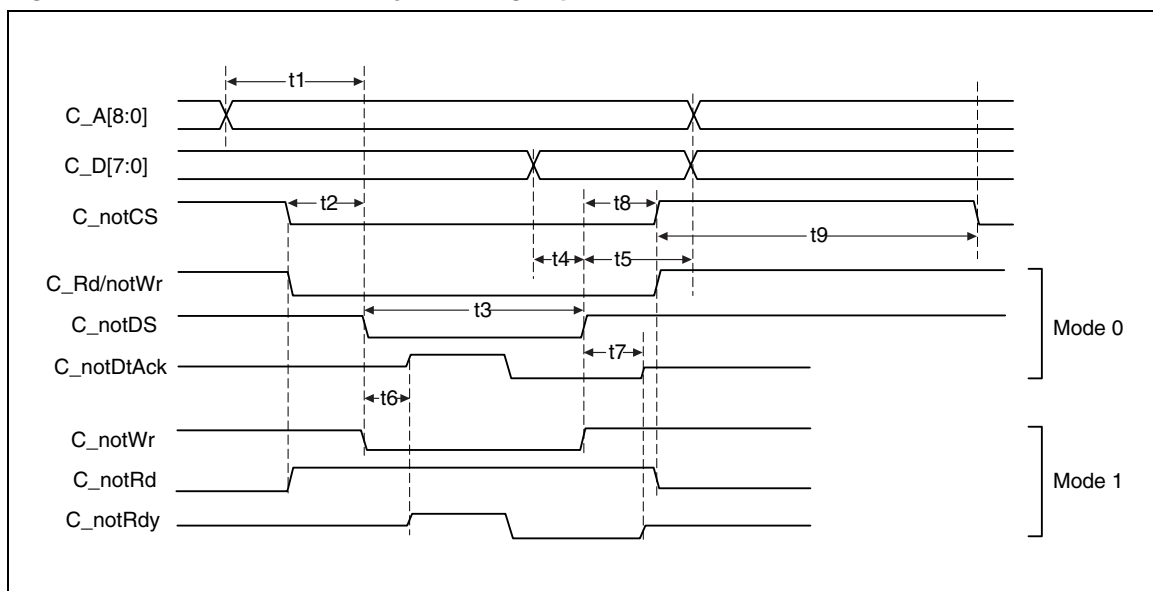 t1
C_A[8:0]
C_D[7:0]
t2
t8
C_notCS
t9
t4
t5
C_Rd/notWr
t3
C_notDS
Mode 0
t7
C_notDtAck
t6
C_notWr
C_notRd
Mode 1
C_notRdy